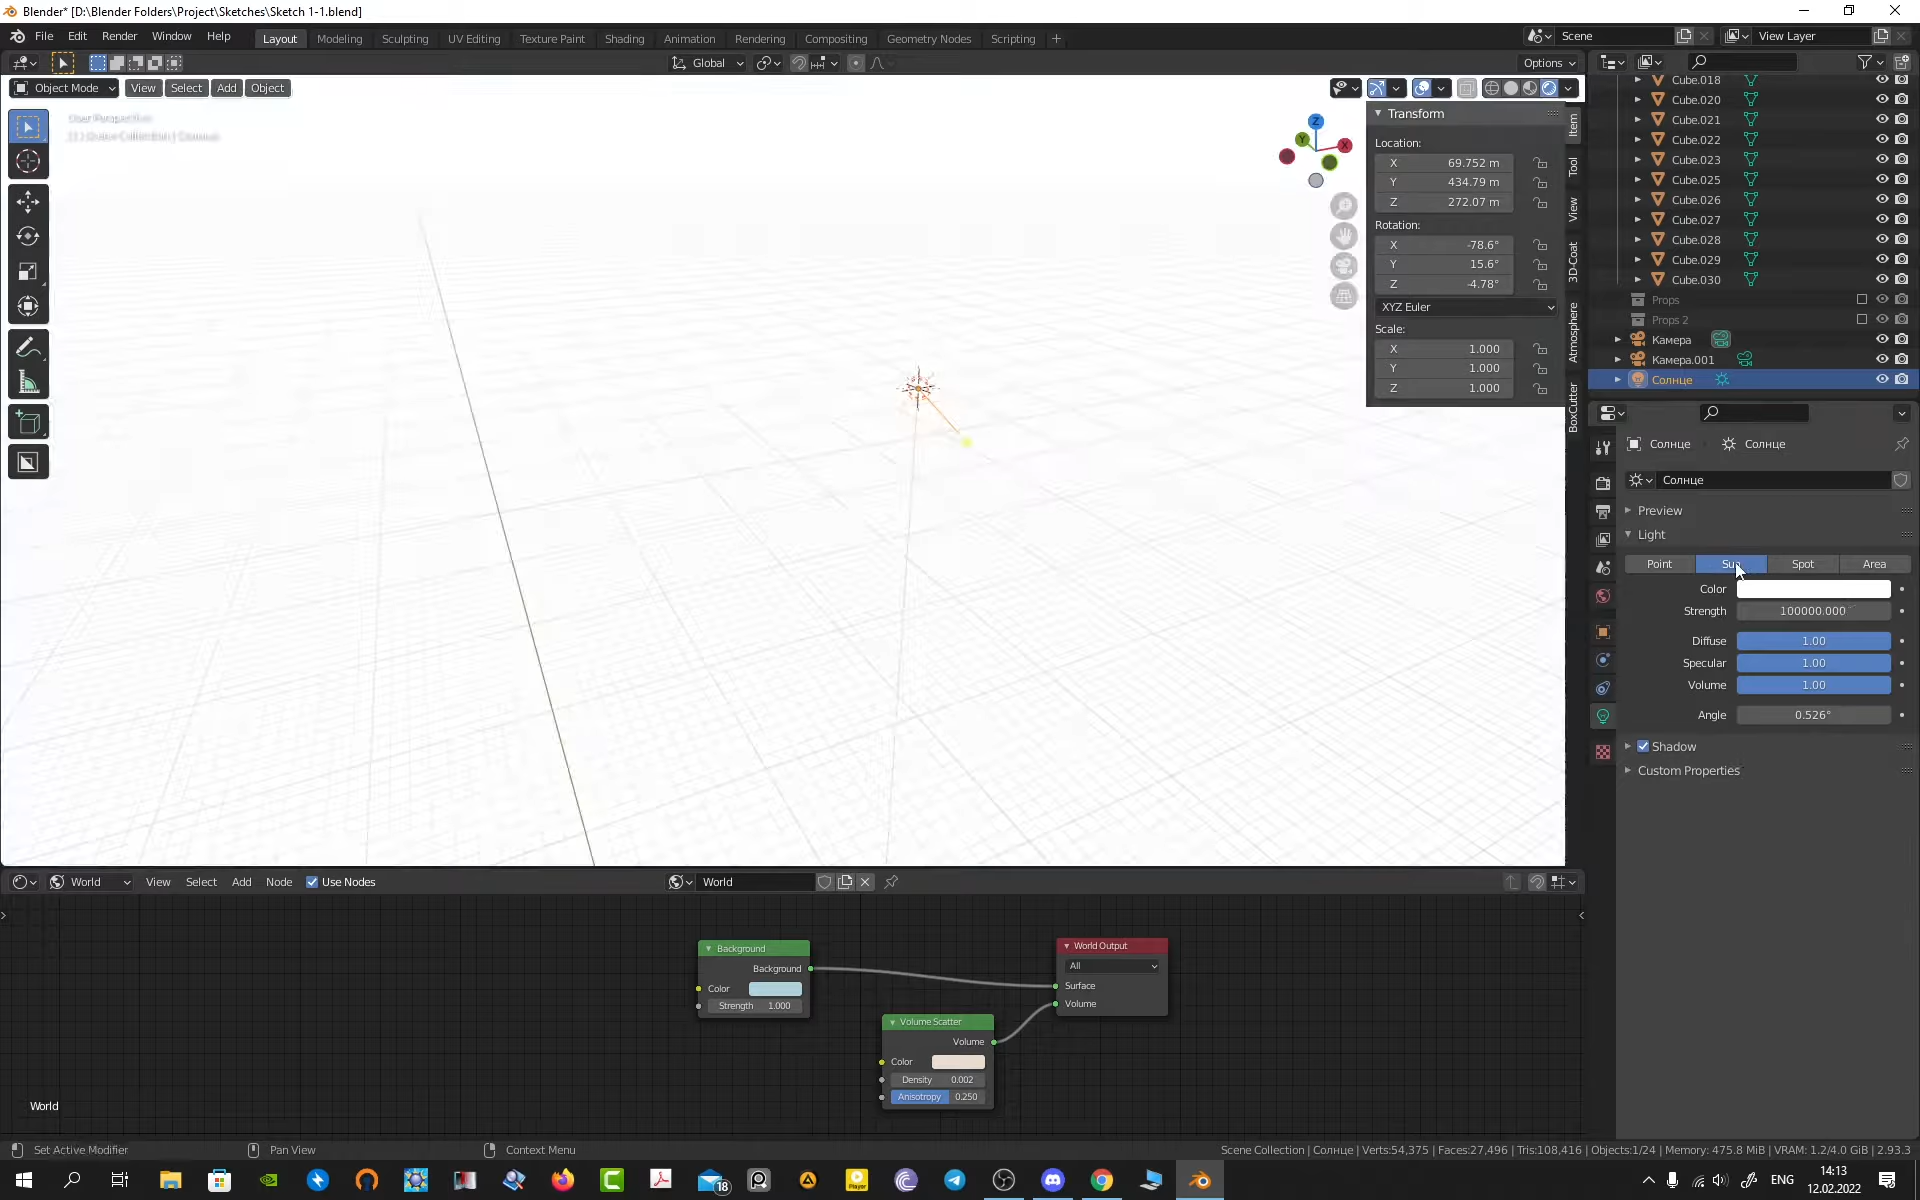 Blender* [D:\Blender Folders\Project\Sketches\Sketch 1-1.blend]
File Edit Render Window Help
Layout Modeling Sculpting UV Editing Texture Paint Shading Animation Rendering Compositing Geometry Nodes Scripting +
Scene
View Layer
Global
Options
Object Mode View Select Add Object
User Perspective
Transform
Location:
X 69.752 m
Y 434.79 m
Z 272.07 m
Rotation:
X -78.6°
Y 15.6°
Z -4.78°
XYZ Euler
Scale:
X 1.000
Y 1.000
Z 1.000
Item
Tool
View
3D-Coat
Atmosphere
BoxCutter
Z
Y
X
Cube.018
Cube.020
Cube.021
Cube.022
Cube.023
Cube.025
Cube.026
Cube.027
Cube.028
Cube.029
Cube.030
Props
Props 2
Камера
Камера.001
Солнце
Солнце Солнце
Солнце
Preview
Light
Point Sun Spot Area
Color
Strength 100000.000
Diffuse 1.00
Specular 1.00
Volume 1.00
Angle 0.526°
Shadow
Custom Properties
World View Select Add Node Use Nodes
World
Background
Background
Color
Strength 1.000
Volume Scatter
Volume
Color
Density 0.002
Anisotropy 0.250
World Output
All
Surface
Volume
World
Set Active Modifier Pan View Context Menu
Scene Collection | Солнце | Verts:54,375 | Faces:27,496 | Tris:108,416 | Objects:1/24 | Memory: 475.8 MiB | VRAM: 1.2/4.0 GiB | 2.93.3
18
Player
ENG
14:13
12.02.2022